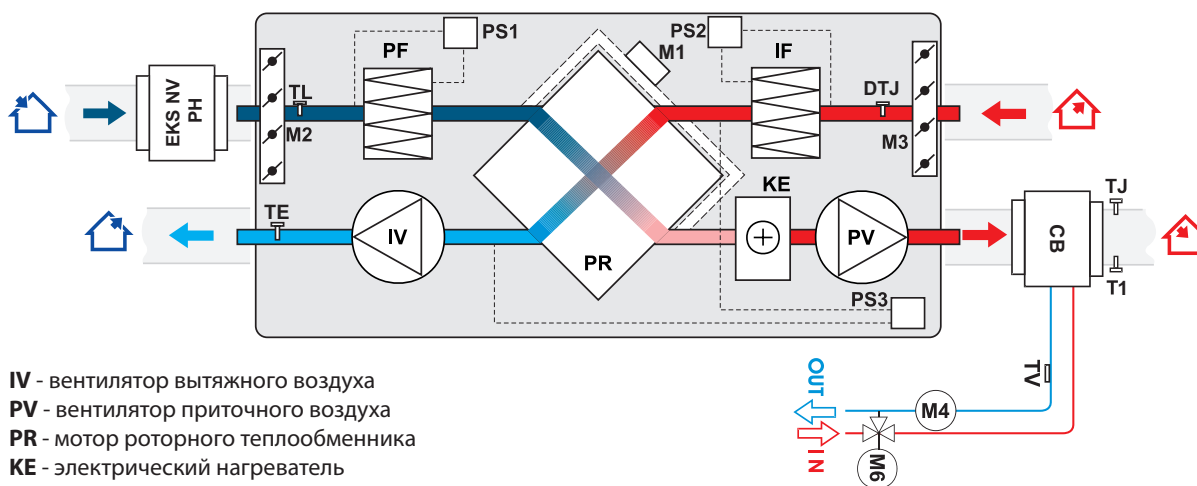 PS1
PS2
PF
IF
M1
EKS NV
PH
TL
DTJ
M2
M3
KE
TE
IV
PV
PR
TJ
CB
PS3
T1
TV
OUT
M4
IN
M6
IV - вентилятор вытяжного воздуха
PV - вентилятор приточного воздуха
PR - мотор роторного теплообменника
KE - электрический нагреватель